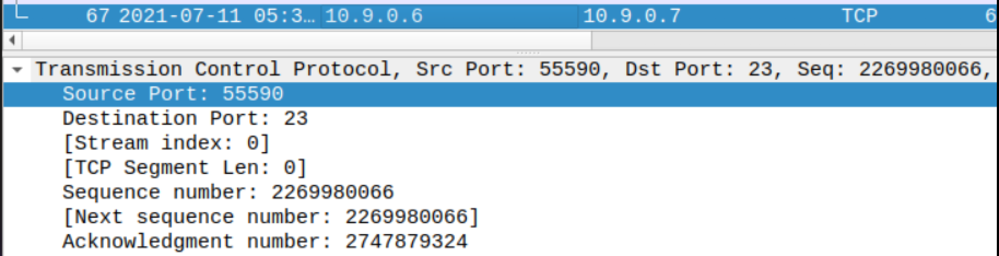 67 2021-07-11 05:3… 10.9.0.6 10.9.0.7 TCP 6
Transmission Control Protocol, Src Port: 55590, Dst Port: 23, Seq: 2269980066,
Source Port: 55590
Destination Port: 23
[Stream index: 0]
[TCP Segment Len: 0]
Sequence number: 2269980066
[Next sequence number: 2269980066]
Acknowledgment number: 2747879324